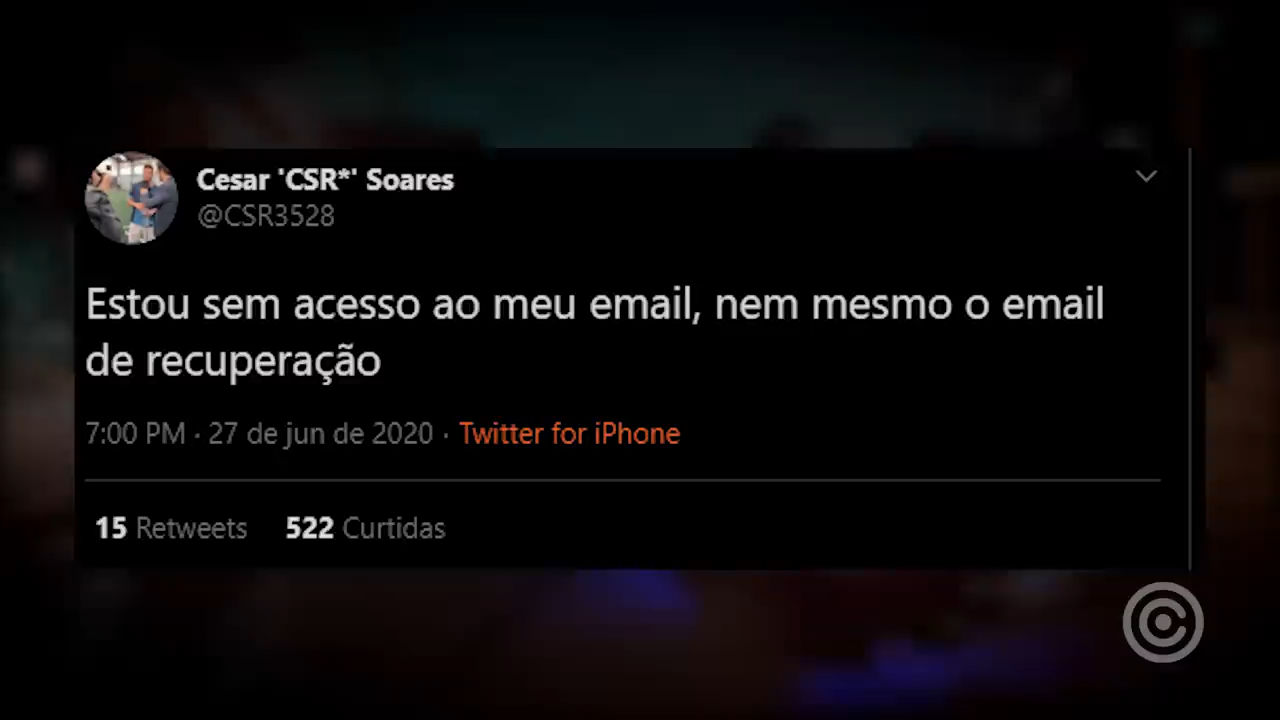 Cesar 'CSR*' Soares
@CSR3528
Estou sem acesso ao meu email, nem mesmo o email
de recuperação
7:00 PM · 27 de jun de 2020 · Twitter for iPhone
15 Retweets 522 Curtidas